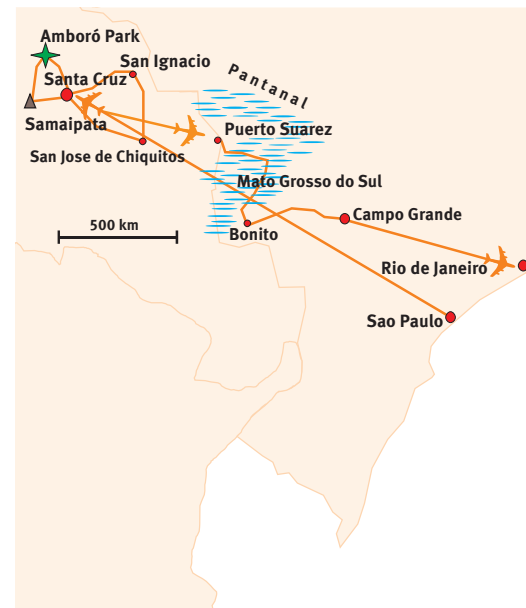 Amboró Park
San Ignacio
Pantanal
Santa Cruz
Samaipata
Puerto Suarez
San Jose de Chiquitos
Mato Grosso do Sul
500 km
Bonito
Campo Grande
Rio de Janeiro
Sao Paulo